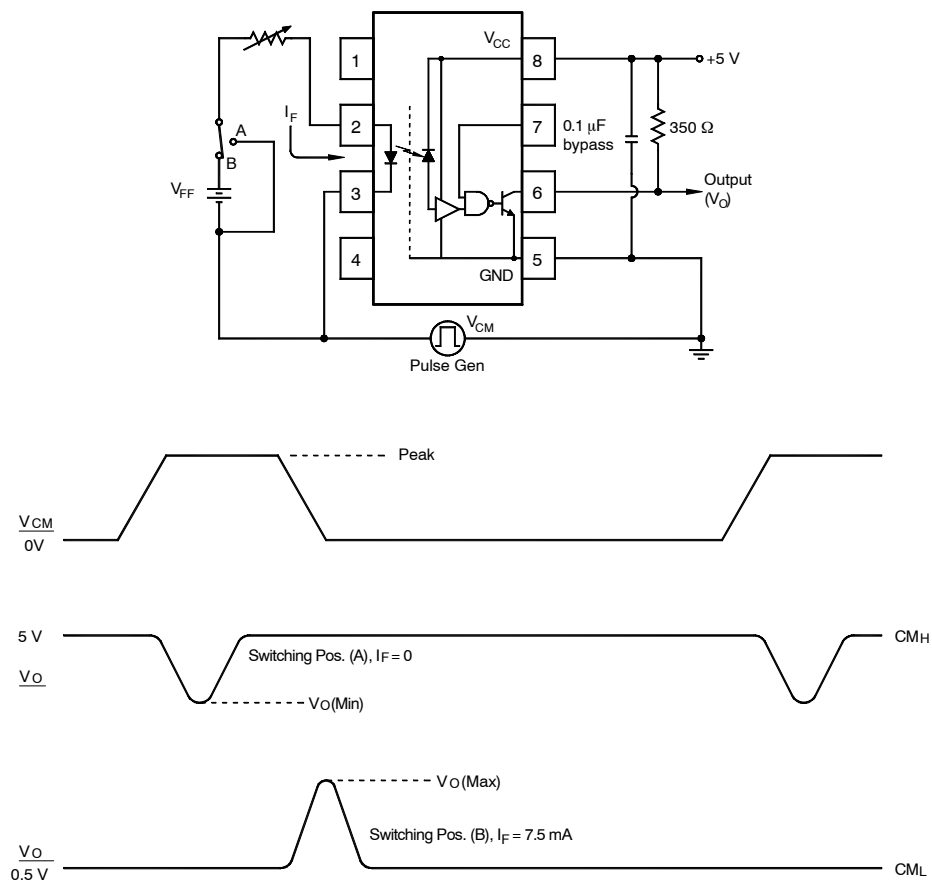 V_CC
1
8
+5 V
2
7
I_F
0.1 µF
bypass
350 Ω
A
B
V_FF
3
6
Output
(V_O)
4
5
GND
V_CM
Pulse Gen
Peak
V_CM
0V
5 V
CM_H
Switching Pos. (A), I_F = 0
V_O
V_O(Min)
V_O(Max)
Switching Pos. (B), I_F = 7.5 mA
V_O
0.5 V
CM_L